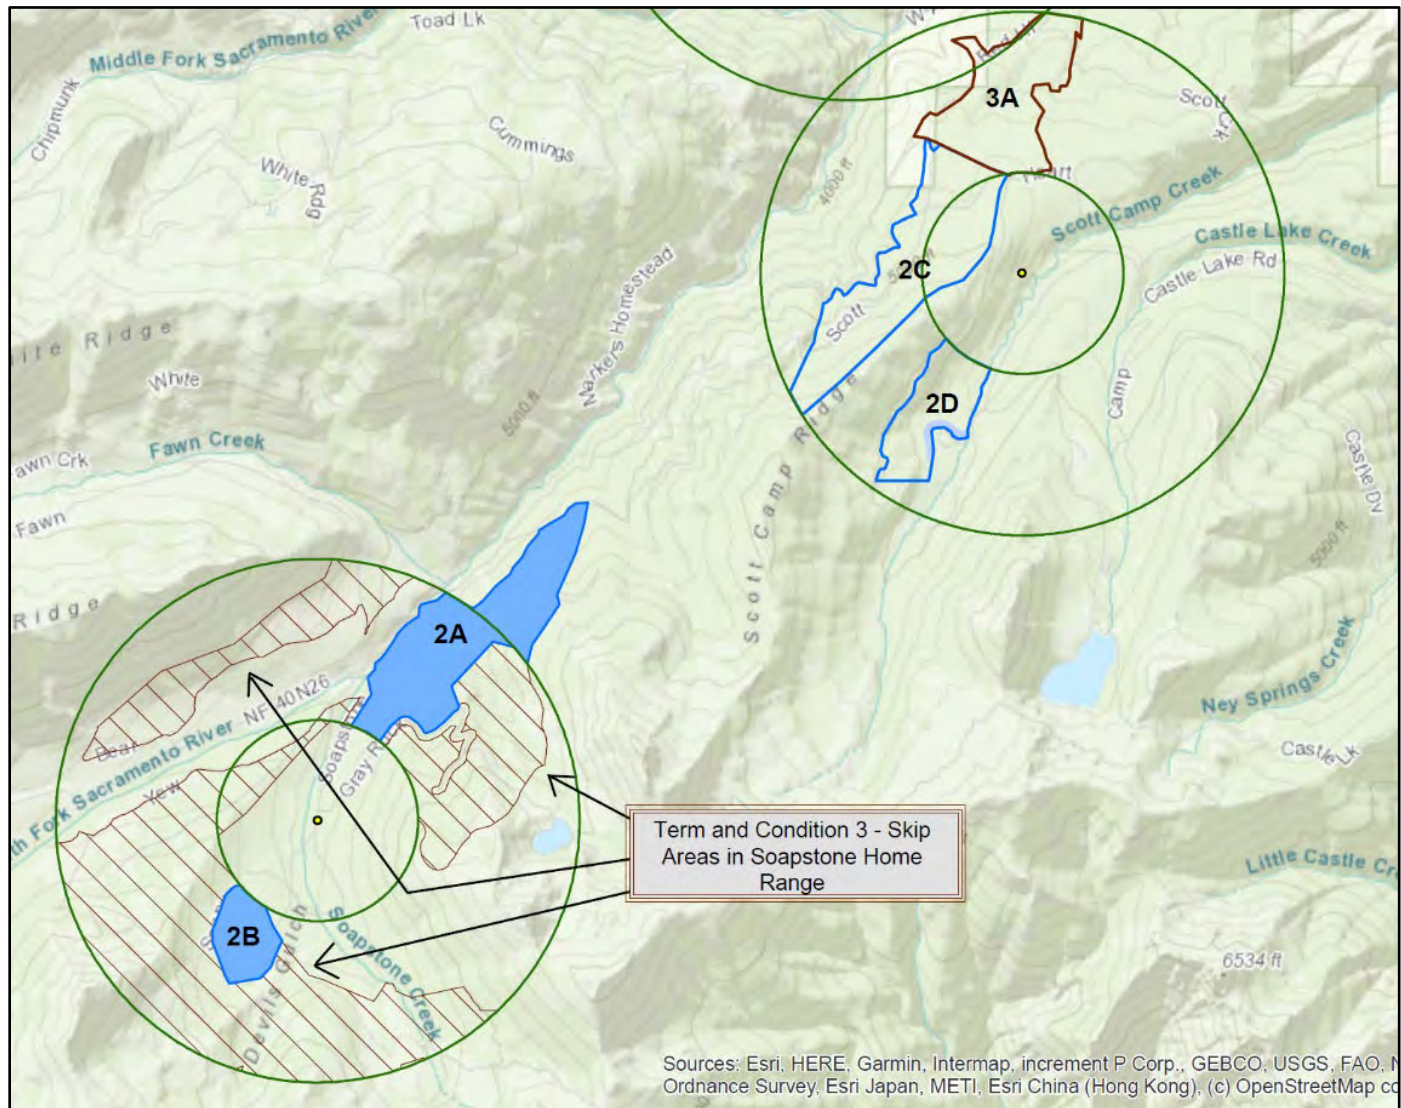 Toad Lk
Middle Fork Sacramento River
Chipmunk
Cummings
White Rdg
3A
Scott Crk
4000 ft
Heart
Scott Camp Creek
Castle Lake Creek
Castle Lake Rd
2C
Scott
Markers Homestead
ite Ridge
White
5000 ft
Fawn Creek
awn Crk
Fawn
Ridge
2D
Camp
Scott Camp Ridge
Castle Dv
5000 ft
2A
NF-40N26
Bear
th Fork Sacramento River
Yew
Gray Rock
Ney Springs Creek
Castle Lk
Term and Condition 3 - Skip
Areas in Soapstone Home
Range
Little Castle Cr
2B
Devils Gulch
Soapstone Creek
6534 ft
Sources: Esri, HERE, Garmin, Intermap, increment P Corp., GEBCO, USGS, FAO, N
Ordnance Survey, Esri Japan, METI, Esri China (Hong Kong), (c) OpenStreetMap co